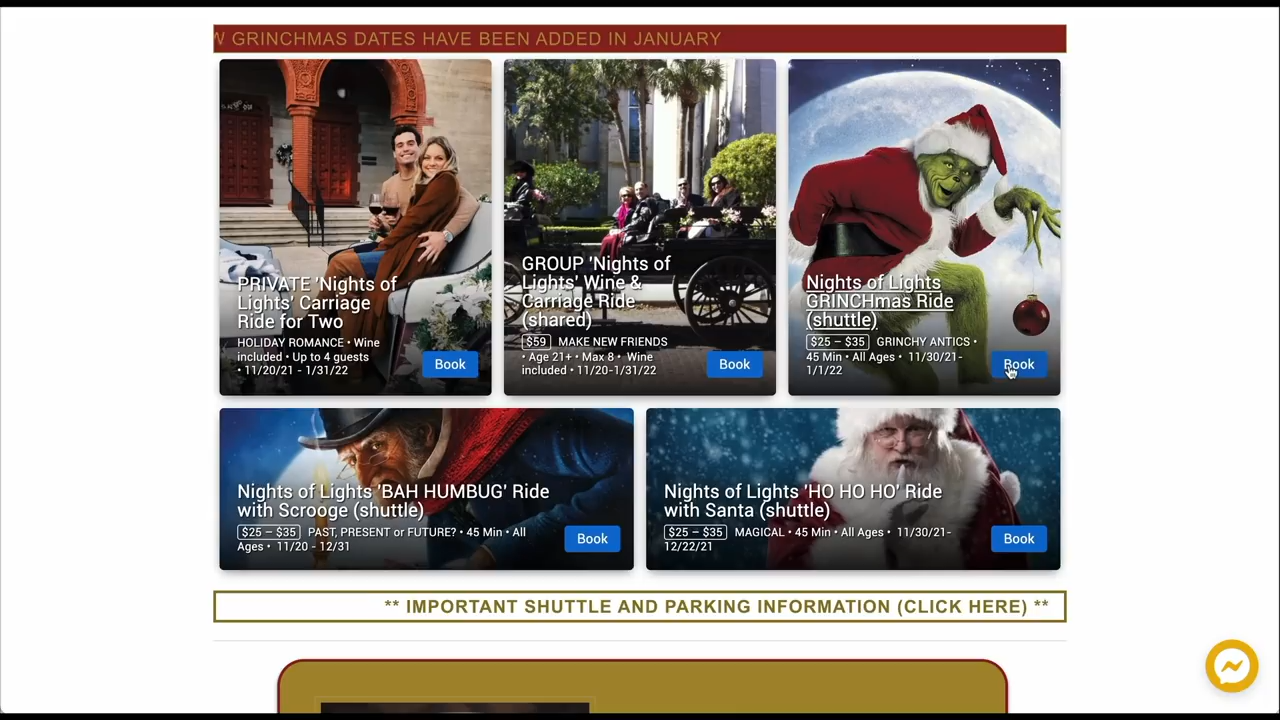 GRINCHMAS DATES HAVE BEEN ADDED IN JANUARY
PRIVATE 'Nights of
Lights' Carriage
Ride for Two
HOLIDAY ROMANCE • Wine
included • Up to 4 guests
• 11/20/21 - 1/31/22
Book
GROUP 'Nights of
Lights' Wine &
Carriage Ride
(shared)
$59 MAKE NEW FRIENDS
• Age 21+ • Max 8 • Wine
included • 11/20-1/31/22
Book
Nights of Lights
GRINCHmas Ride
(shuttle)
$25 – $35 GRINCHY ANTICS •
45 Min • All Ages • 11/30/21-
1/1/22
Book
Nights of Lights 'BAH HUMBUG' Ride
with Scrooge (shuttle)
$25 – $35 PAST, PRESENT or FUTURE? • 45 Min • All
Ages • 11/20 - 12/31
Book
Nights of Lights 'HO HO HO' Ride
with Santa (shuttle)
$25 – $35 MAGICAL • 45 Min • All Ages • 11/30/21-
12/22/21
Book
** IMPORTANT SHUTTLE AND PARKING INFORMATION (CLICK HERE) **